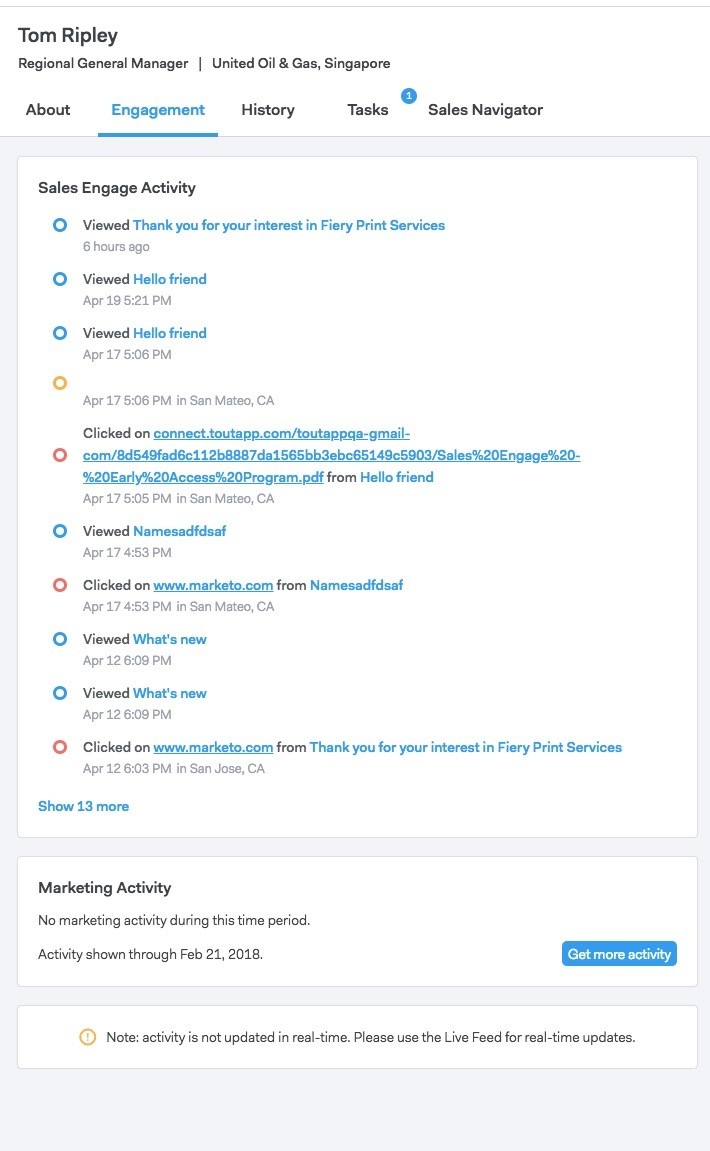 Tom Ripley
Regional General Manager | United Oil & Gas, Singapore
About Engagement History Tasks 1 Sales Navigator
Sales Engage Activity
Viewed Thank you for your interest in Fiery Print Services
6 hours ago
Viewed Hello friend
Apr 19 5:21 PM
Viewed Hello friend
Apr 17 5:06 PM
Apr 17 5:06 PM in San Mateo, CA
Clicked on connect.toutapp.com/toutappqa-gmail-
com/8d549fad6c112b8887da1565bb3ebc65149c5903/Sales%20Engage%20-
%20Early%20Access%20Program.pdf from Hello friend
Apr 17 5:05 PM in San Mateo, CA
Viewed Namesadfdsaf
Apr 17 4:53 PM
Clicked on www.marketo.com from Namesadfdsaf
Apr 17 4:53 PM in San Mateo, CA
Viewed What's new
Apr 12 6:09 PM
Viewed What's new
Apr 12 6:09 PM
Clicked on www.marketo.com from Thank you for your interest in Fiery Print Services
Apr 12 6:03 PM in San Jose, CA
Show 13 more
Marketing Activity
No marketing activity during this time period.
Activity shown through Feb 21, 2018.
Get more activity
Note: activity is not updated in real-time. Please use the Live Feed for real-time updates.